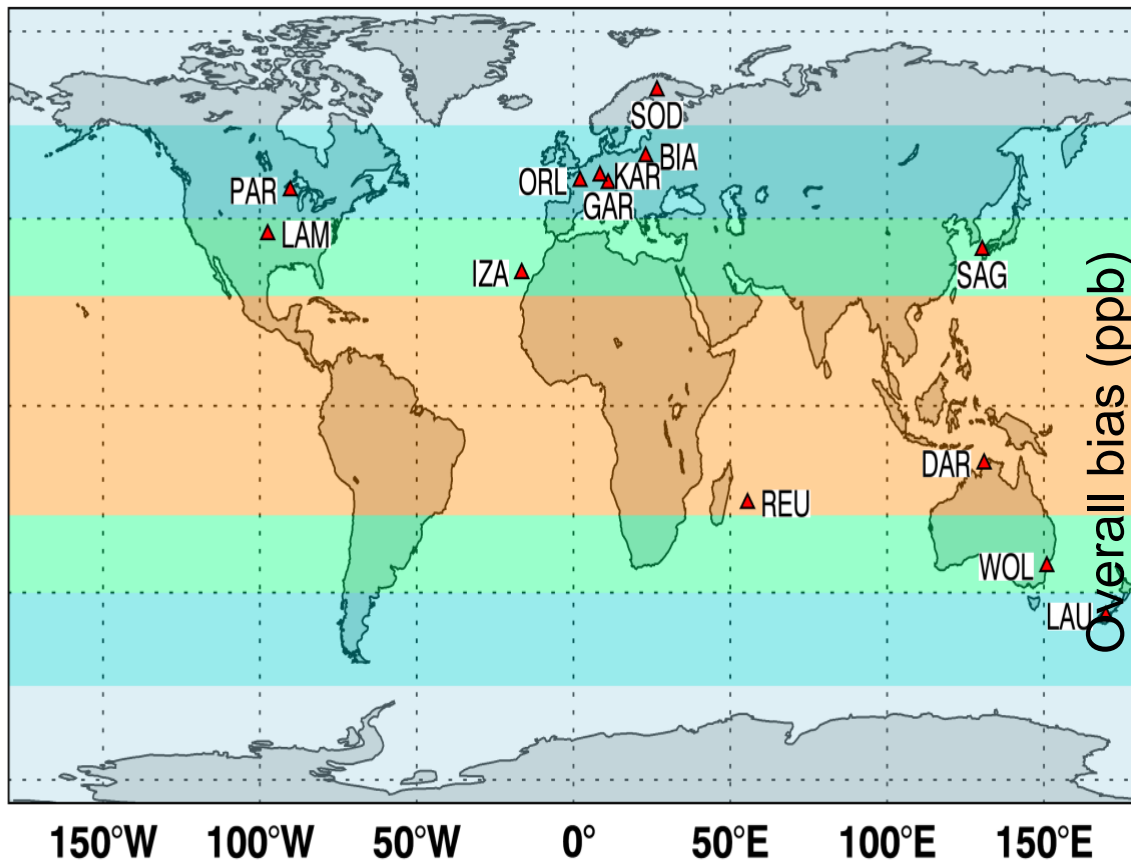 SOD
BIA
KAR
ORL
GAR
PAR
LAM
IZA
SAG
DAR
REU
WOL
LAU
Overall bias (ppb)
150°W 100°W 50°W 0° 50°E 100°E 150°E